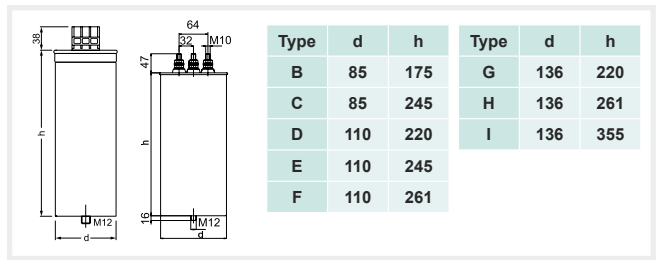 38
h
M12
d
64
32
M10
47
h
16
M12
d
Type d h
B 85 175
C 85 245
D 110 220
E 110 245
F 110 261
Type d h
G 136 220
H 136 261
I 136 355